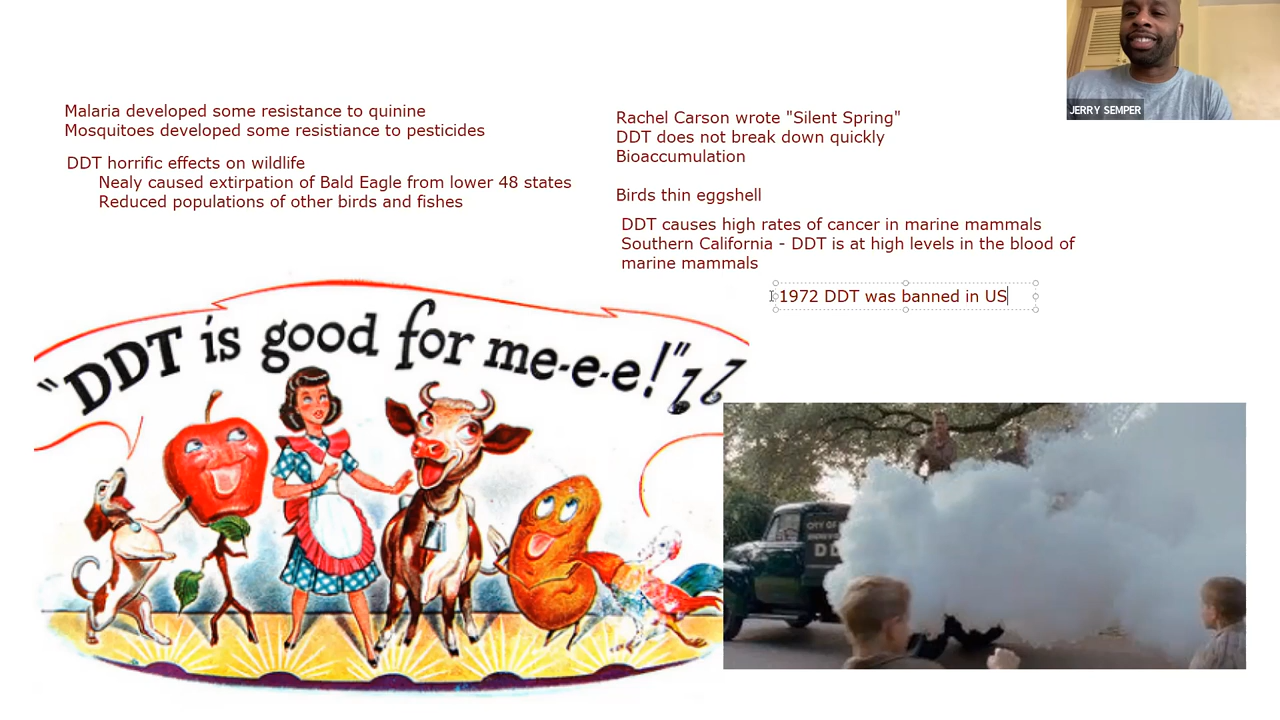 JERRY SEMPER
Malaria developed some resistance to quinine
Mosquitoes developed some resistiance to pesticides
DDT horrific effects on wildlife
Nealy caused extirpation of Bald Eagle from lower 48 states
Reduced populations of other birds and fishes
Rachel Carson wrote "Silent Spring"
DDT does not break down quickly
Bioaccumulation
Birds thin eggshell
DDT causes high rates of cancer in marine mammals
Southern California - DDT is at high levels in the blood of
marine mammals
1972 DDT was banned in US
"DDT is good for me-e-e!"
CITY OF